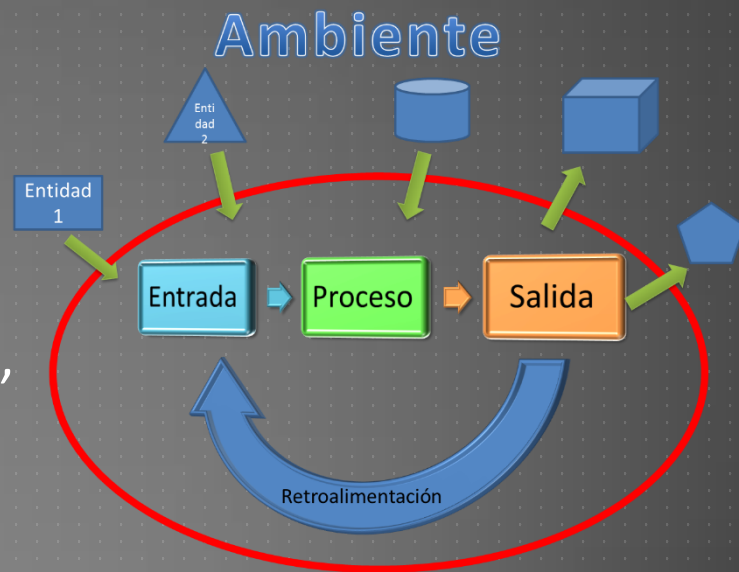 Ambiente
Enti
dad
2
Entidad
1
Entrada
Proceso
Salida
,
Retroalimentación